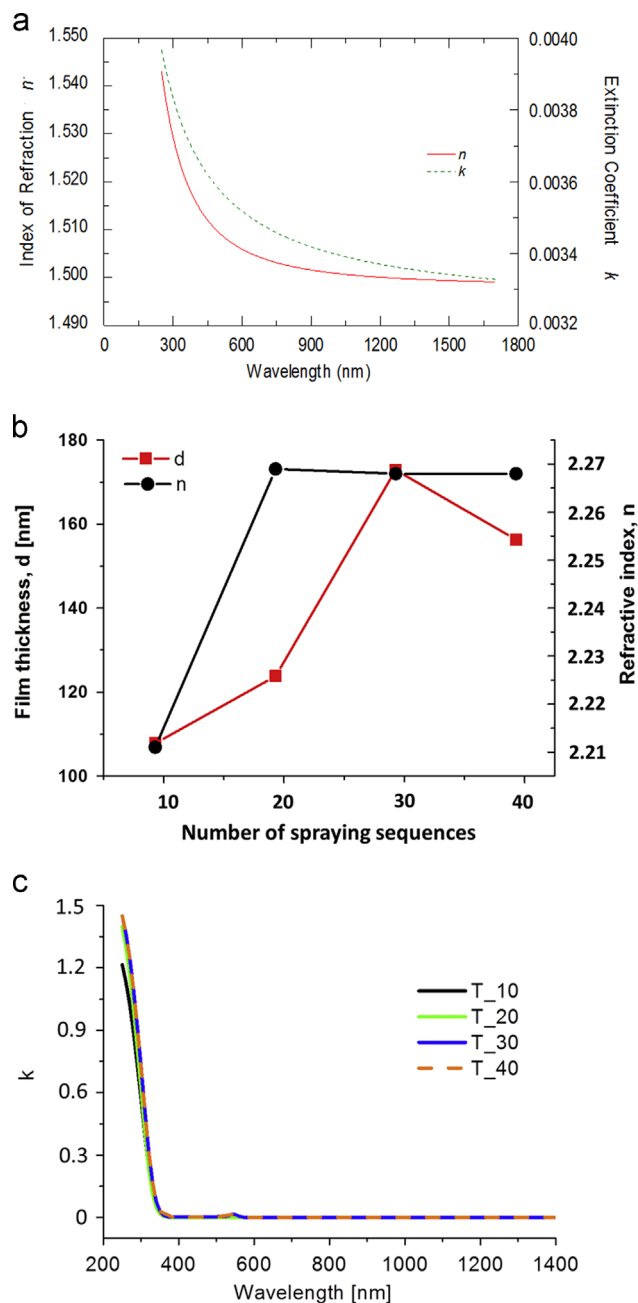 a
1.550
1.540
1.530
1.520
1.510
1.500
1.490
0.0040
0.0038
0.0036
0.0034
0.0032
Index of Refraction n
Extinction Coefficient k
n
k
0 300 600 900 1200 1500 1800
Wavelength (nm)
b
180
160
140
120
100
2.27
2.26
2.25
2.24
2.23
2.22
2.21
Film thickness, d [nm]
Refractive index, n
d
n
10 20 30 40
Number of spraying sequences
c
1.5
1.2
0.9
0.6
0.3
0
k
T_10
T_20
T_30
T_40
200 400 600 800 1000 1200 1400
Wavelength [nm]